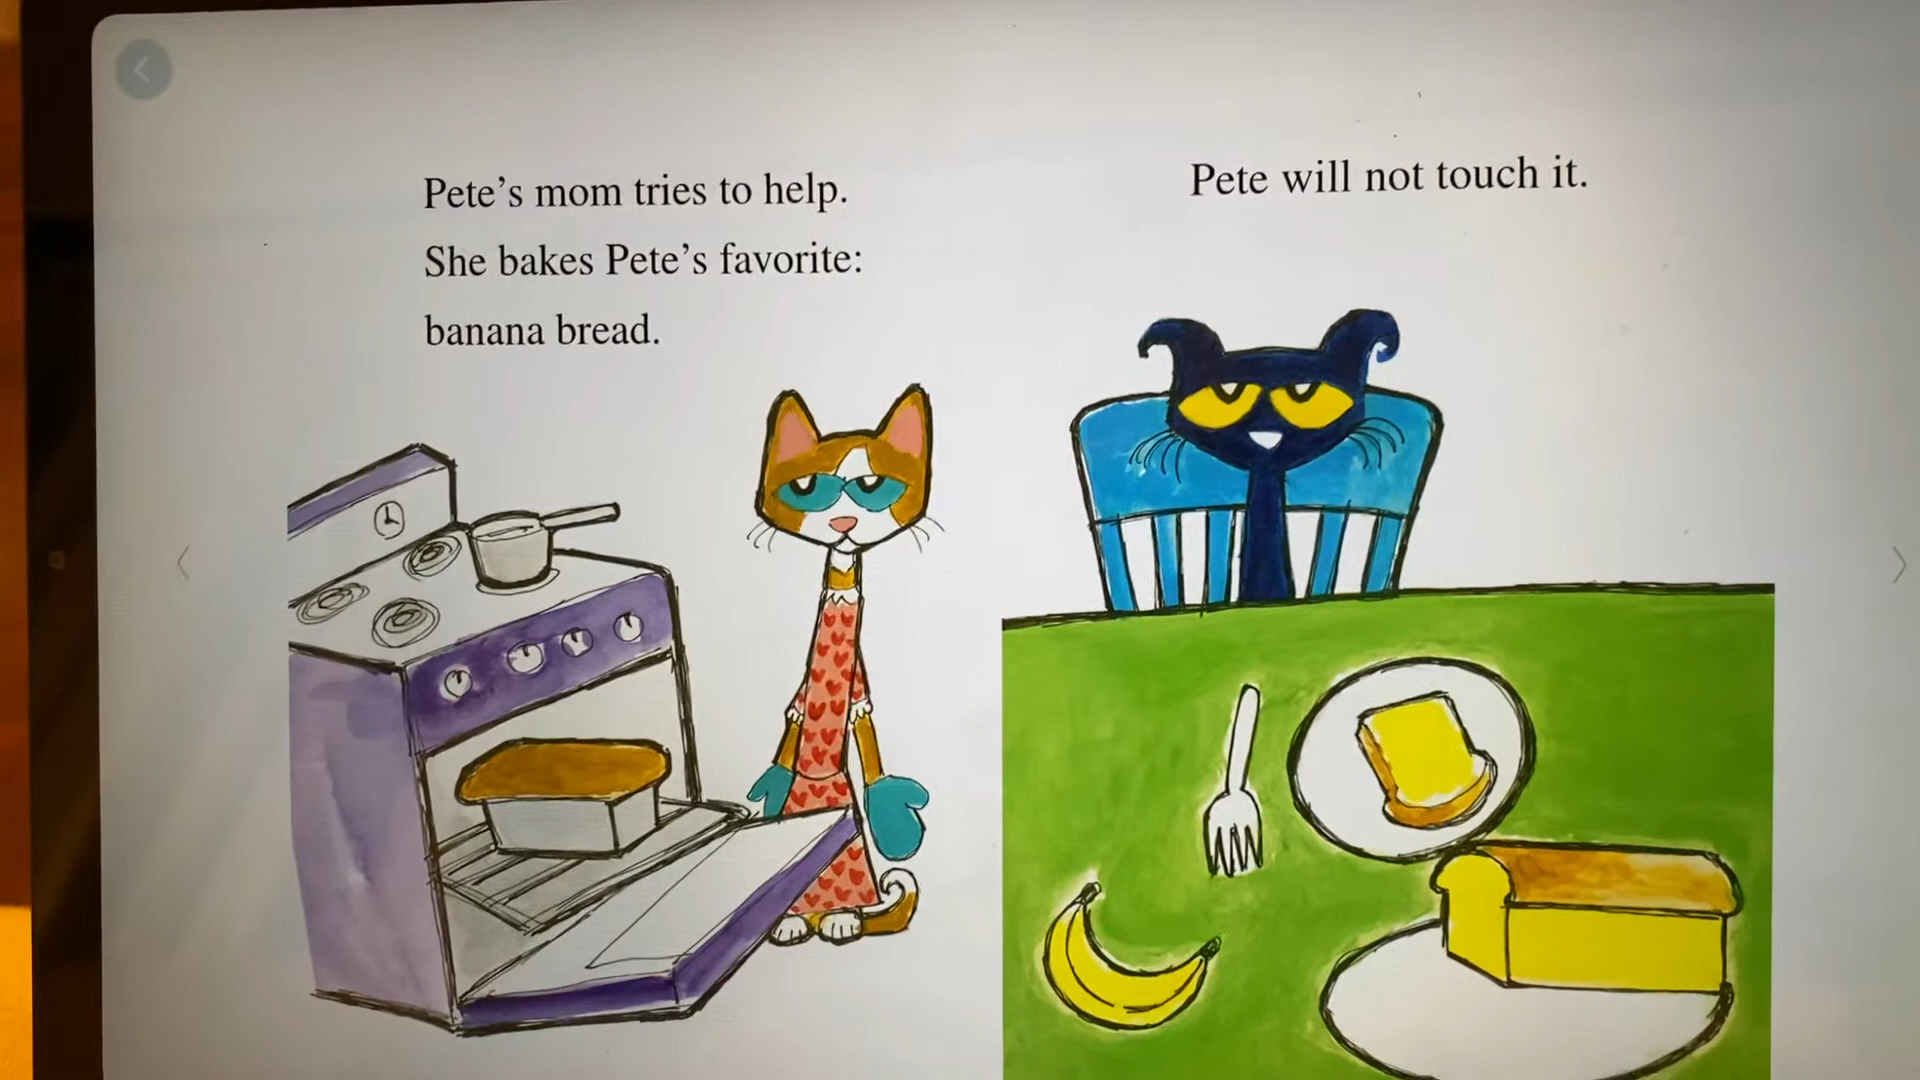 Pete’s mom tries to help.
She bakes Pete’s favorite:
banana bread.
Pete will not touch it.